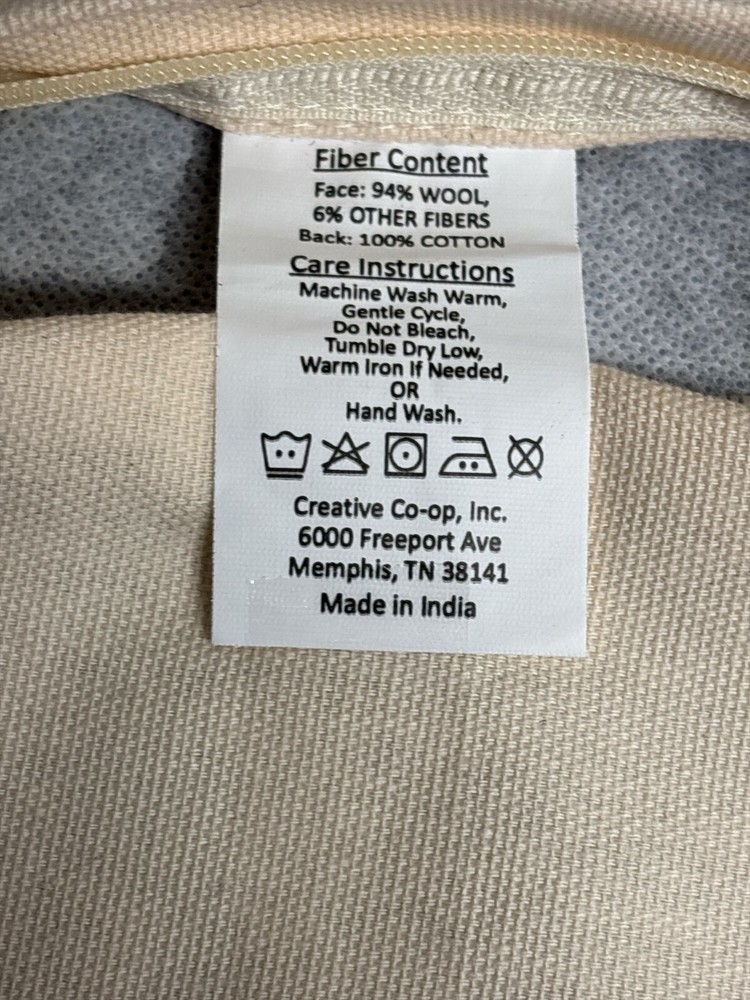 Fiber Content
Face: 94% WOOL,
6% OTHER FIBERS
Back: 100% COTTON
Care Instructions
Machine Wash Warm,
Gentle Cycle,
Do Not Bleach,
Tumble Dry Low,
Warm Iron If Needed,
OR
Hand Wash.
Creative Co-op, Inc.
6000 Freeport Ave
Memphis, TN 38141
Made in India